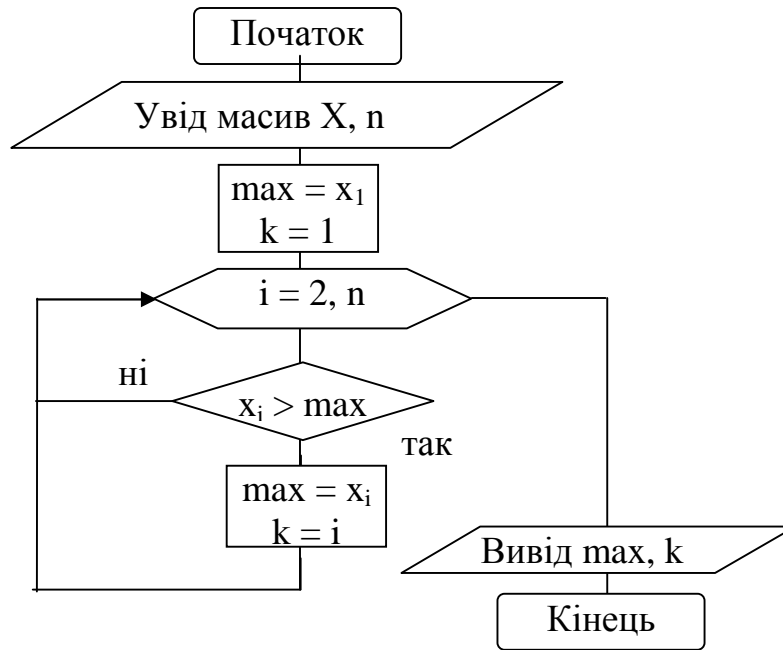 Початок
Увід масив X, n
max = x₁
k = 1
i = 2, n
ні
xᵢ > max
так
max = xᵢ
k = i
Вивід max, k
Кінець